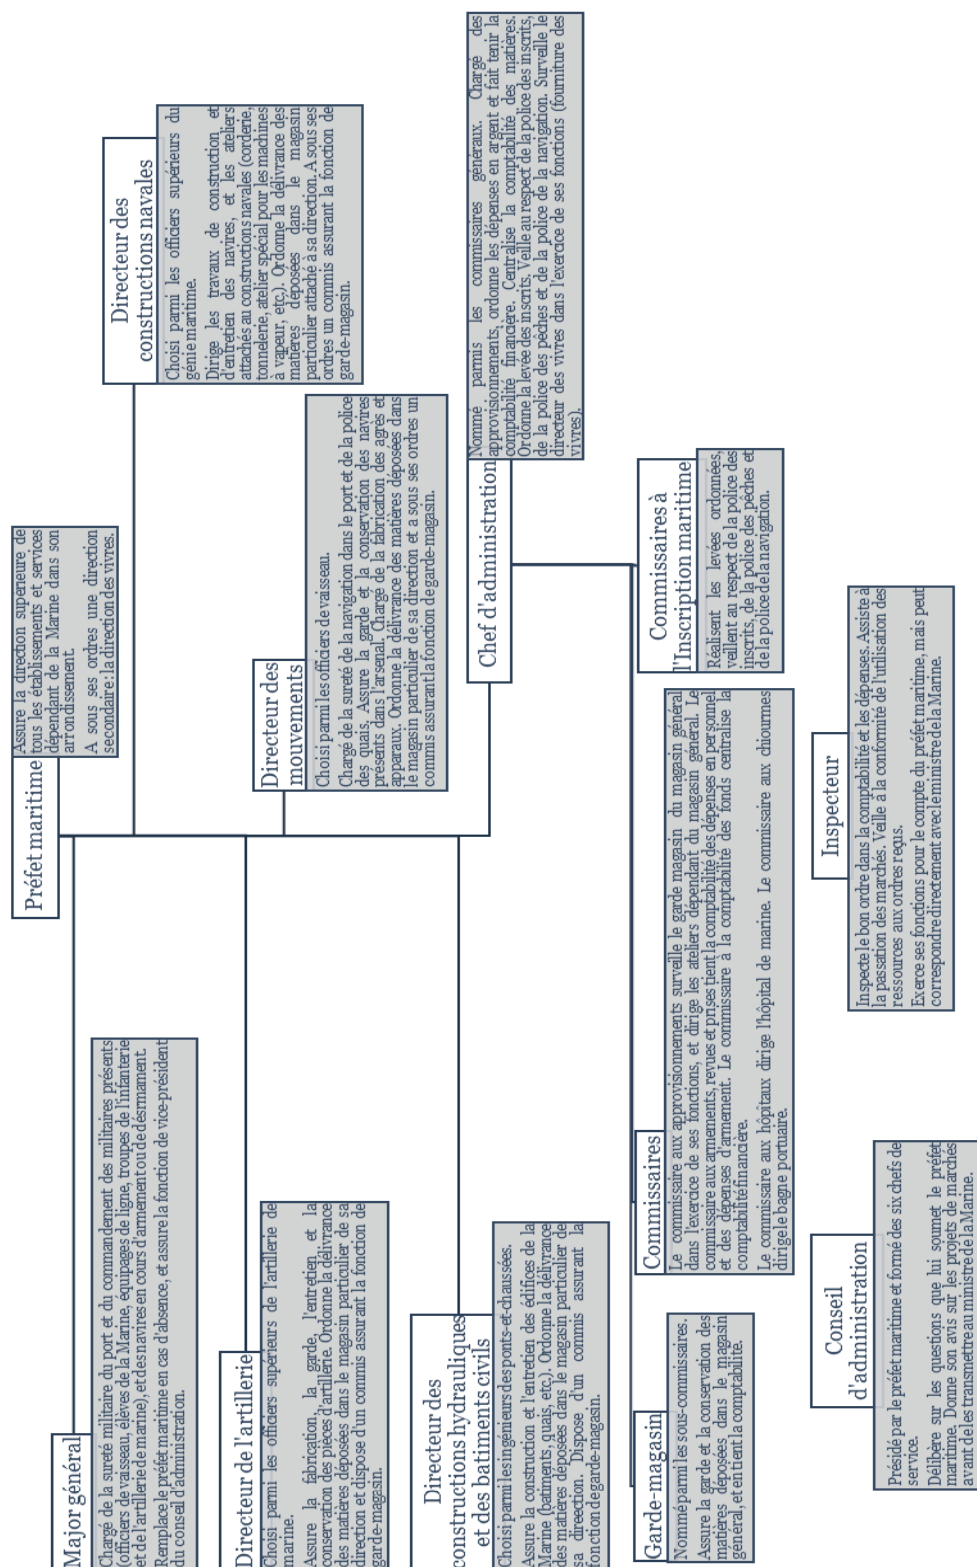 Préfet maritime
Assure la direction supérieure de
tous les établissements et services
dépendant de la Marine dans son
arrondissement.
A sous ses ordres une direction
secondaire : la direction des vivres.
Major général
Chargé de la sureté militaire du port et du commandement des militaires présents
(officiers de vaisseau, élèves de la Marine, équipages de ligne, troupes de l'infanterie
et de l'artillerie de marine), et des navires en cours d'armement ou de désrmament.
Remplace le préfet maritime en cas d'absence, et assure la fonction de vice-président
du conseil d'administration.
Directeur des
constructions navales
Choisi parmi les officiers supérieurs du
génie maritime.
Dirige les travaux de construction et
d'entretien des navires, et les ateliers
attachés au constructions navales (corderie,
tonnelerie, atelier spécial pour les machines
à vapeur, etc.). Ordonne la délivrance des
matières déposées dans le magasin
particulier attaché à sa direction. A sous ses
ordres un commis assurant la fonction de
garde-magasin.
Directeur de l'artillerie
Choisi parmi les officiers supérieurs de l'artillerie de
marine.
Assure la fabrication, la garde, l'entretien et la
conservation des pièces d'artillerie. Ordonne la délivrance
des matières déposées dans le magasin particulier de sa
direction et dispose d'un commis assurant la fonction de
garde-magasin.
Directeur des
mouvements
Choisi parmi les officiers de vaisseau.
Chargé de la sureté de la navigation dans le port et de la police
des quais. Assure la garde et la conservation des navires
présents dans l'arsenal. Chargé de la fabrication des agrès et
apparaux. Ordonne la délivrance des matières déposées dans
le magasin particulier de sa direction et a sous ses ordres un
commis assurant la fonction de garde-magasin.
Directeur des
constructions hydrauliques
et des batiments civils
Choisi parmi les ingénieurs des ponts-et-chaussées.
Assure la construction et l'entretien des édifices de la
Marine (batiments, quais, etc.). Ordonne la délivrance
des matières déposées dans le magasin particulier de
sa direection. Dispose d'un commis assurant la
fonction de garde-magasin.
Chef d'administration
Nommé parmis les commissaires généraux. Chargé des
approvisionnements, ordonne les dépenses en argent et fait tenir la
comptabilité financière. Centralise la comptabilité des matières.
Ordonne la levée des inscrits. Veille au respect de la police des inscrits,
de la police des pêches et de la police de la navigation. Surveille le
directeur des vivres dans l'exercice de ses fonctions (fourniture des
vivres).
Garde-magasin
Nommé parmi les sous-commissaires.
Assure la garde et la conservation des
matières déposées dans le magasin
général, et en tient la comptabilité.
Commissaires
Le commissaire aux approvisionnements surveille le garde magasin du magasin général
dans l'exercice de ses fonctions, et dirige les ateliers dépendant du magasin général. Le
commissaire aux armements, revues et prises tient la comptabilité des dépenses en personnel
et des dépenses d'armement. Le commissaire à la comptabilité des fonds centralise la
comptabilité financière.
Le commissaire aux hôpitaux dirige l'hôpital de marine. Le commissaire aux chiourmes
dirige le bagne portuaire.
Commissaires à
l'Inscription maritime
Réalisent les levées ordonnées,
veillent au respect de la police des
inscrits, de la police des pêches et
de la police de la navigation.
Conseil
d'administration
Présidé par le préfet maritime et formé des six chefs de
service.
Délibère sur les questions que lui soumet le préfet
maritime. Donne son avis sur les projets de marchés
avant de les transmettre au ministre de la Marine.
Inspecteur
Inspecte le bon ordre dans la comptabilité et les dépenses. Assiste à
la passation des marchés. Veille à la conformité de l'utilisation des
ressources aux ordres reçus.
Exerce ses fonctions pour le compte du préfet maritime, mais peut
correspondre directement avec le ministre de la Marine.